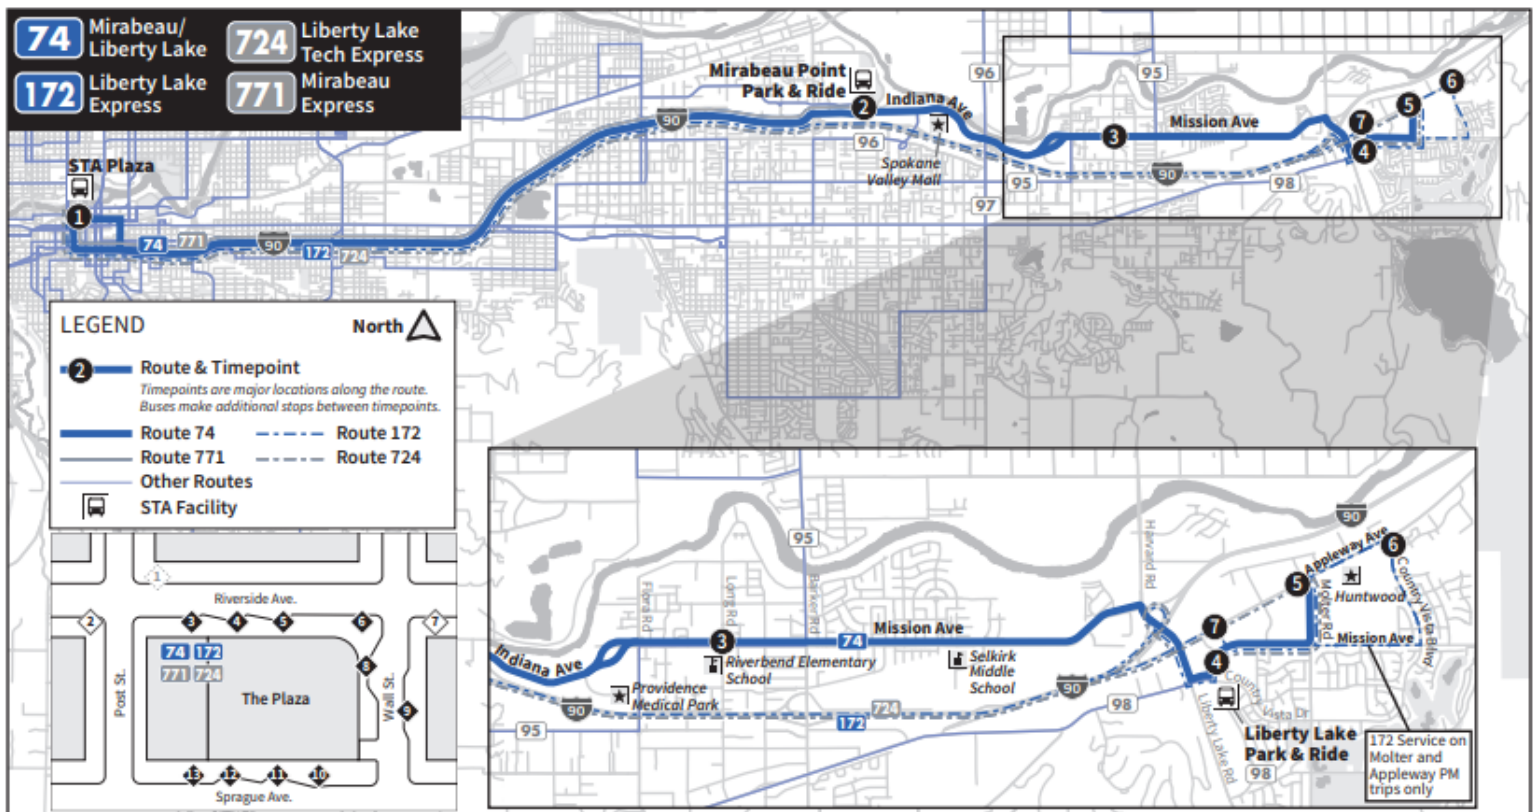 74 Mirabeau/
Liberty Lake
724 Liberty Lake
Tech Express
172 Liberty Lake
Express
771 Mirabeau
Express
STA Plaza
1
74
771
90
172
724
90
Mirabeau Point
Park & Ride
2
Indiana Ave
96
96
Spokane
Valley Mall
95
97
95
3
Mission Ave
90
98
7
4
5
6
LEGEND
North
2
Route & Timepoint
Timepoints are major locations along the route.
Buses make additional stops between timepoints.
Route 74
Route 172
Route 771
Route 724
Other Routes
STA Facility
1
Riverside Ave.
2
3
4
5
6
7
74 172
771 724
8
The Plaza
Post St.
Wall St.
9
13
12
11
10
Sprague Ave.
95
Flora Rd
Long Rd
Barker Rd
Harvard Rd
90
Appleway Ave
6
5
Huntwood
Molter Rd
Country Vista Blvd
7
Mission Ave
Indiana Ave
3
74
Mission Ave
4
Riverbend Elementary
School
Selkirk
Middle
School
Providence
Medical Park
90
724
172
90
98
95
Country Vista Dr
Liberty Lake Rd
Liberty Lake
Park & Ride
98
172 Service on
Molter and
Appleway PM
trips only